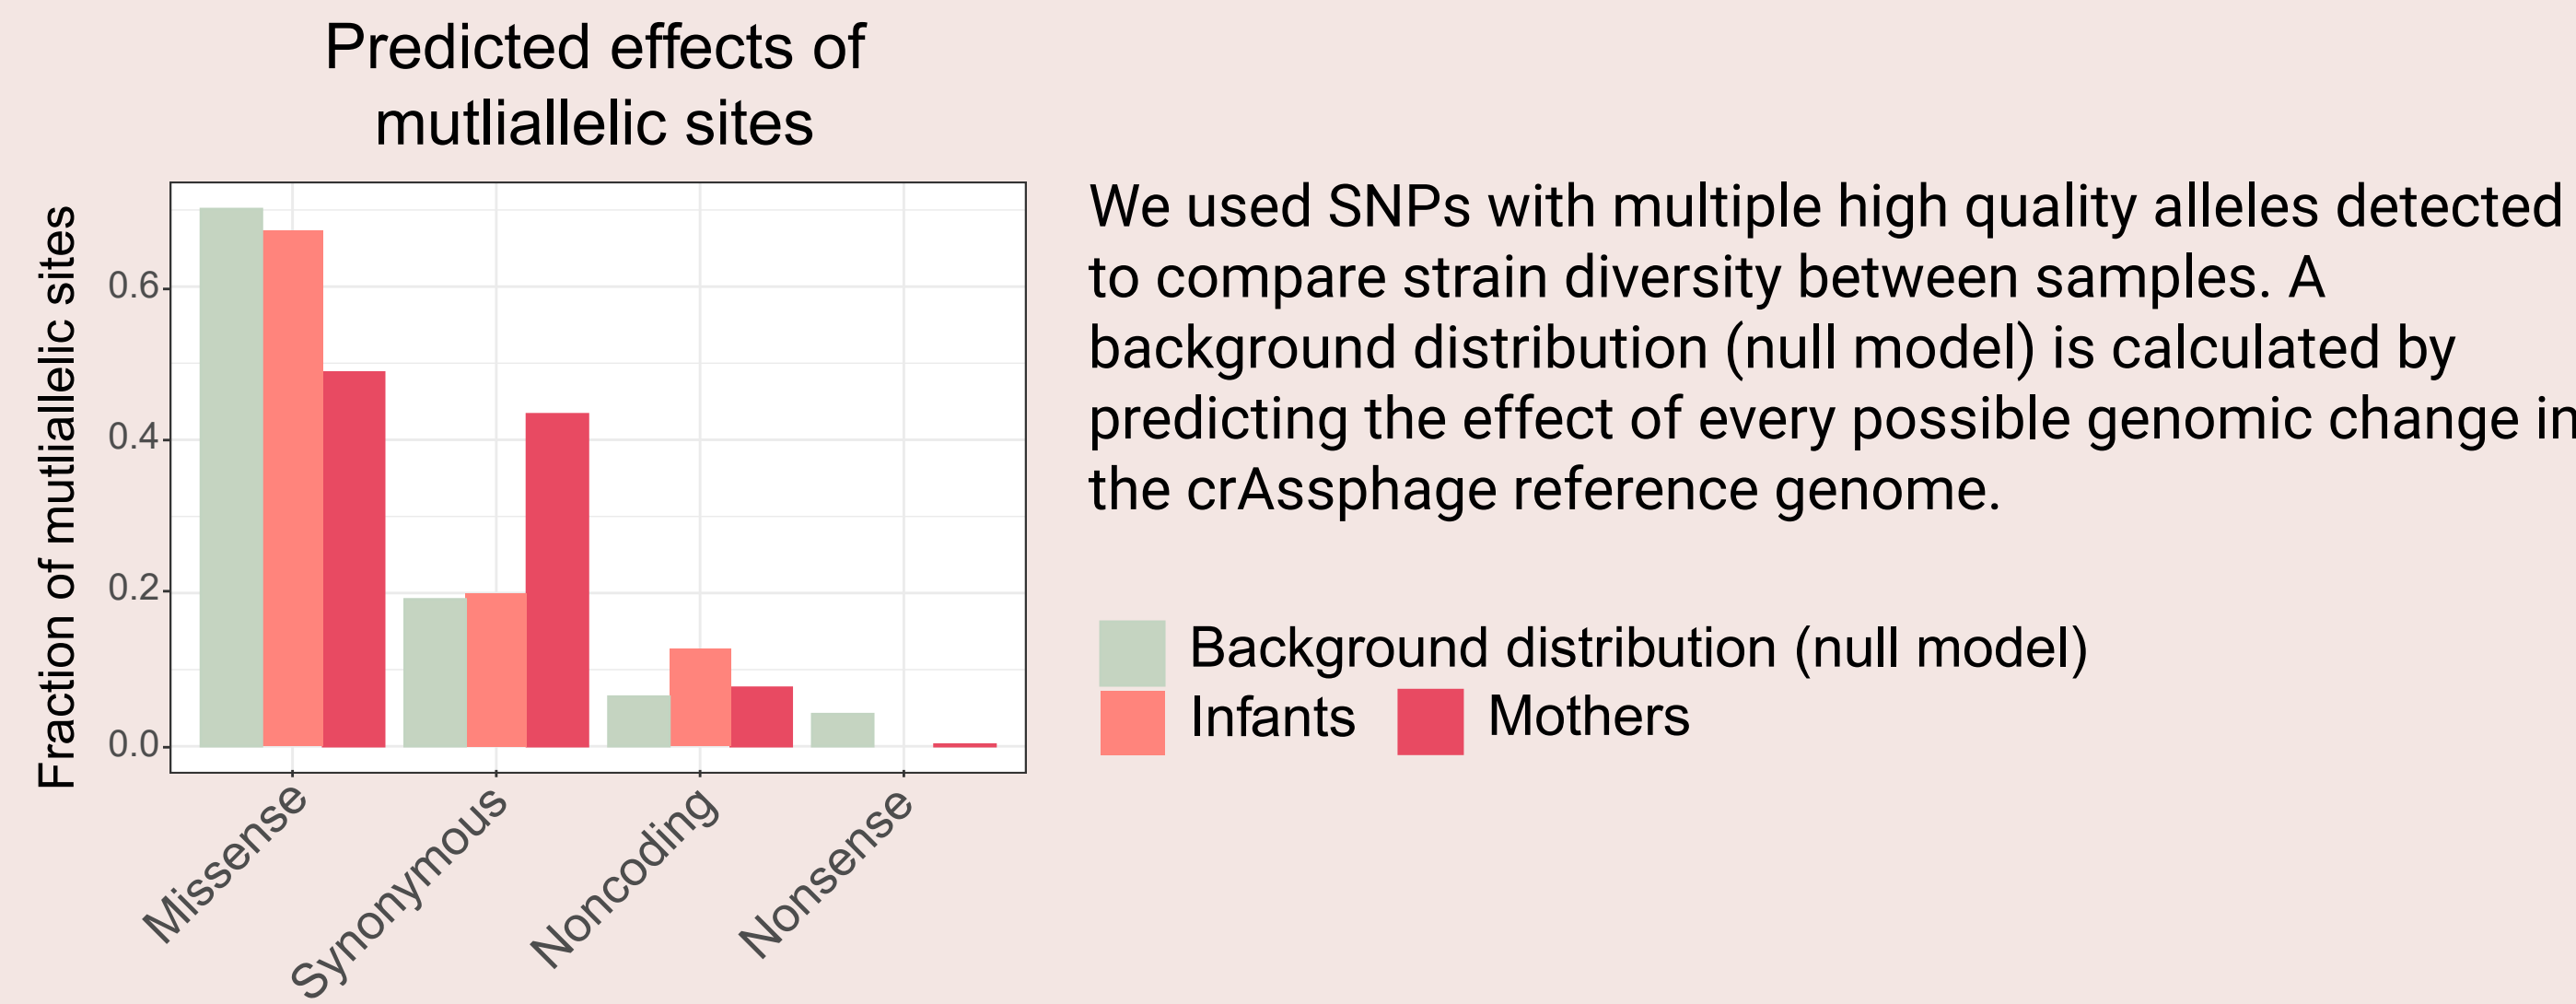 Predicted effects of
mutliallelic sites
Fraction of mutliallelic sites
0.6
0.4
0.2
0.0
Missense
Synonymous
Noncoding
Nonsense
We used SNPs with multiple high quality alleles detected
to compare strain diversity between samples. A
background distribution (null model) is calculated by
predicting the effect of every possible genomic change in
the crAssphage reference genome.
Background distribution (null model)
Infants Mothers